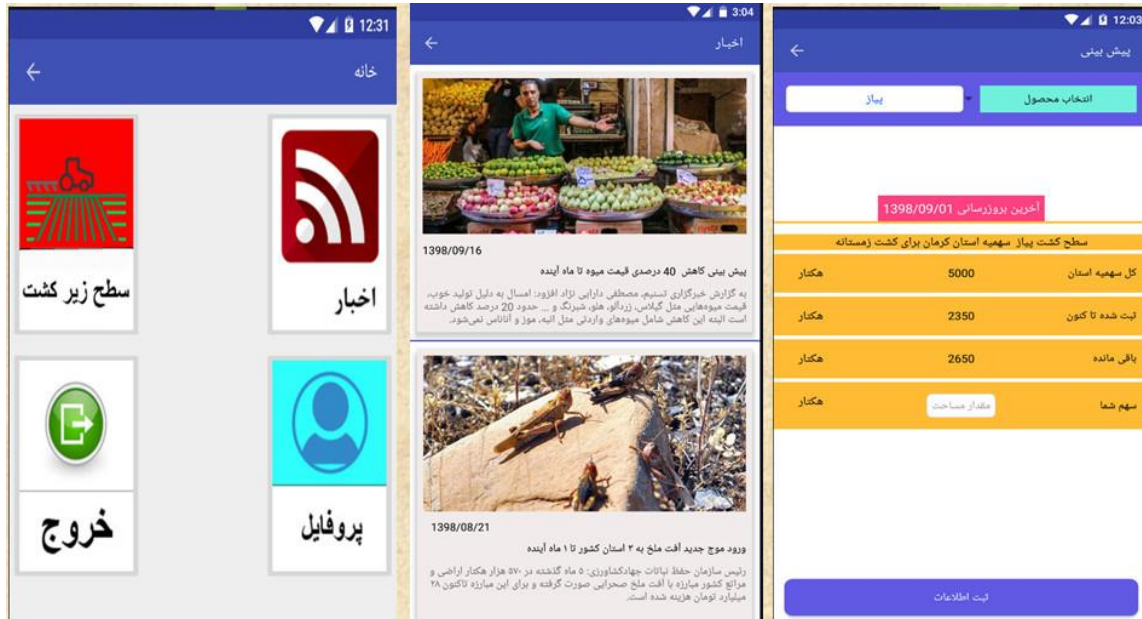 12:31
خانه
اخبار
سطح زیر کشت
پروفایل
خروج
3:04
اخبار
1398/09/16
پیش بینی کاهش 40 درصدی قیمت میوه تا ماه آینده
به گزارش خبرگزاری تسنیم، مصطفی دارایی نژاد افزود: امسال به دلیل تولید خوب،
قیمت میوه‌هایی مثل گیلاس، زردآلو، هلو، شبرنگ و ... حدود 20 درصد کاهش داشته
است البته این کاهش شامل میوه‌های وارداتی مثل انبه، موز و آناناس نمی‌شود.
1398/08/21
ورود موج جدید آفت ملخ به ۲ استان کشور تا ۱ ماه آینده
رئیس سازمان حفظ نباتات جهادکشاورزی: ۵ ماه گذشته در ۵۷۰ هزار هکتار اراضی و
مراتع کشور مبارزه با آفت ملخ صحرایی صورت گرفته و برای این مبارزه تاکنون ۲۸
میلیارد تومان هزینه شده است.
12:03
پیش بینی
انتخاب محصول
پیاز
آخرین بروزرسانی 1398/09/01
سطح کشت پیاز سهمیه استان کرمان برای کشت زمستانه
کل سهمیه استان 5000 هکتار
ثبت شده تا کنون 2350 هکتار
باقی مانده 2650 هکتار
سهم شما مقدار مساحت هکتار
ثبت اطلاعات